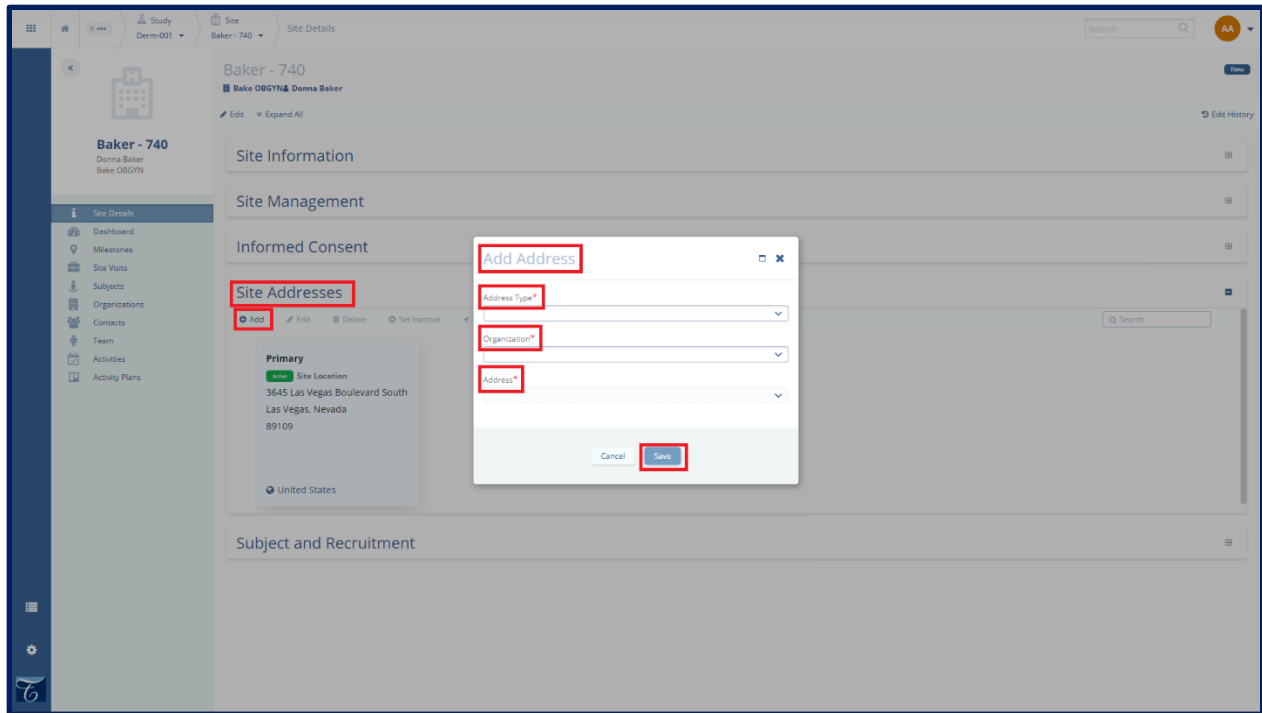 Study
Derm-001
Site
Baker - 740
Site Details
Search
AA
Baker - 740
Bake OBGYN Donna Baker
New
Edit
Expand All
Edit History
Baker - 740
Donna Baker
Bake OBGYN
Site Details
Dashboard
Milestones
Site Visits
Subjects
Organizations
Contacts
Team
Activities
Activity Plans
Site Information
Site Management
Informed Consent
Site Addresses
Add
Edit
Delete
Set Inactive
Search
Primary
Active Site Location
3645 Las Vegas Boulevard South
Las Vegas, Nevada
89109
United States
Add Address
Address Type*
Organization*
Address*
Cancel
Save
Subject and Recruitment